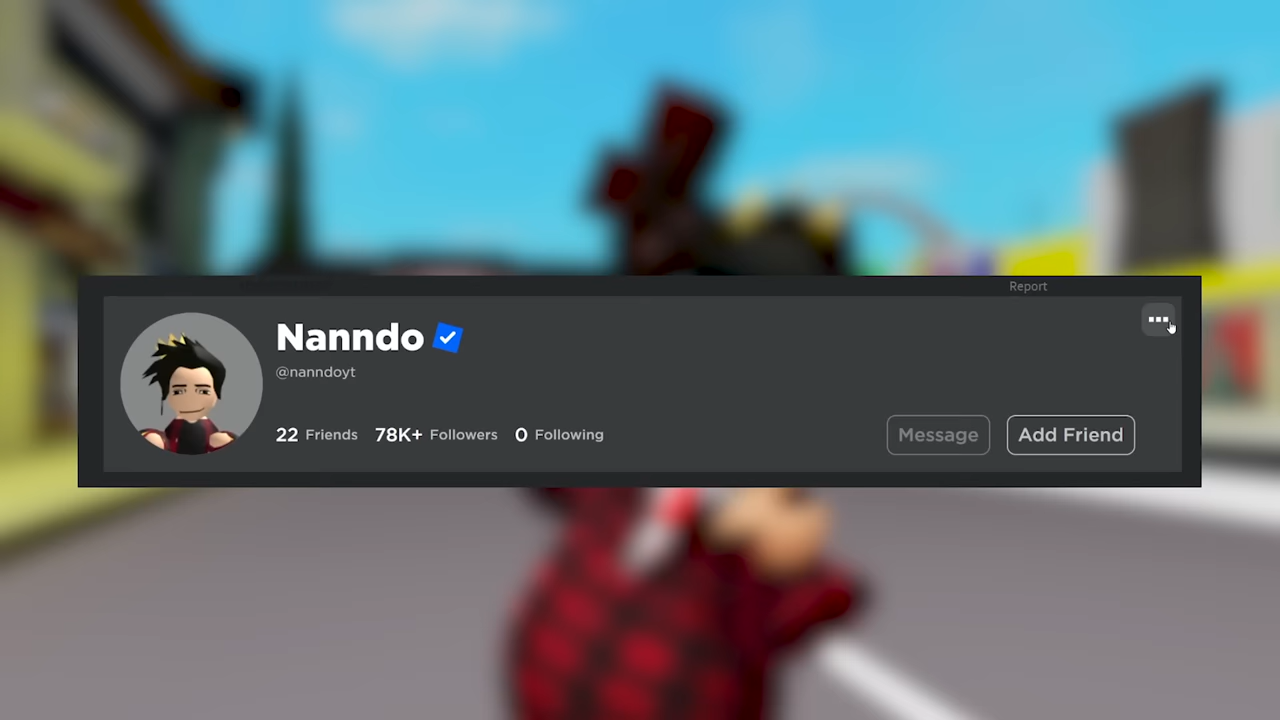 Report
Nanndo
@nanndoyt
22 Friends 78K+ Followers 0 Following
Message Add Friend